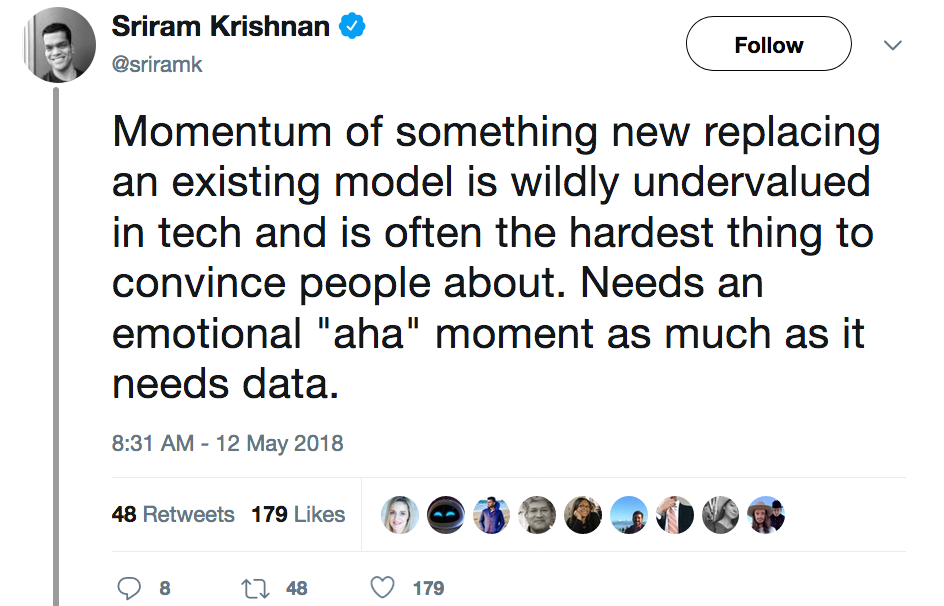 Sriram Krishnan
@sriramk
Follow
Momentum of something new replacing
an existing model is wildly undervalued
in tech and is often the hardest thing to
convince people about. Needs an
emotional "aha" moment as much as it
needs data.
8:31 AM - 12 May 2018
48 Retweets 179 Likes
8 48 179